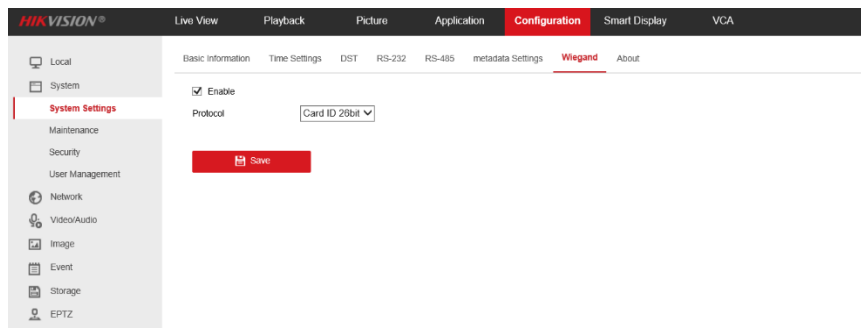 HIKVISION® Live View Playback Picture Application Configuration Smart Display VCA
Basic Information Time Settings DST RS-232 RS-485 metadata Settings Wiegand About
Local
System
System Settings
Maintenance
Security
User Management
Network
Video/Audio
Image
Event
Storage
EPTZ
Enable
Protocol Card ID 26bit
Save